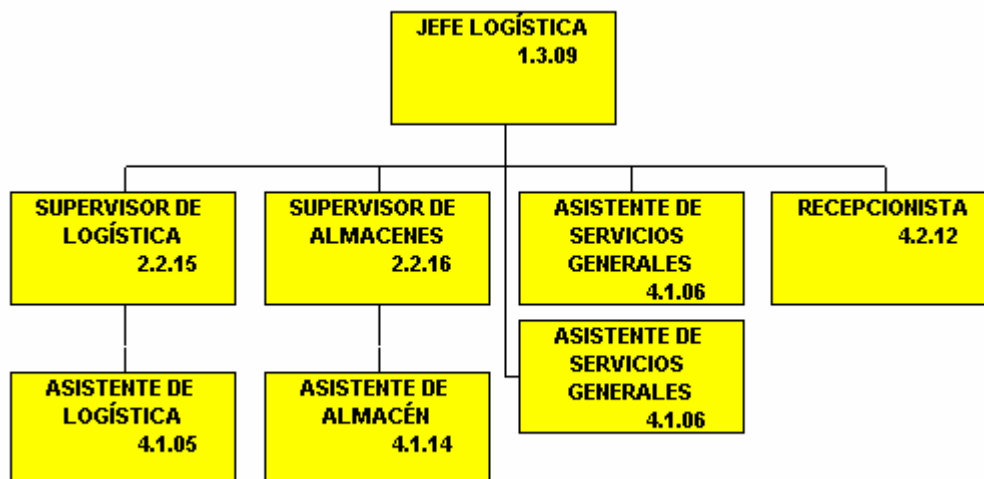 JEFE LOGÍSTICA
1.3.09
SUPERVISOR DE
LOGÍSTICA
2.2.15
SUPERVISOR DE
ALMACENES
2.2.16
ASISTENTE DE
SERVICIOS
GENERALES
4.1.06
RECEPCIONISTA
4.2.12
ASISTENTE DE
LOGÍSTICA
4.1.05
ASISTENTE DE
ALMACÉN
4.1.14
ASISTENTE DE
SERVICIOS
GENERALES
4.1.06